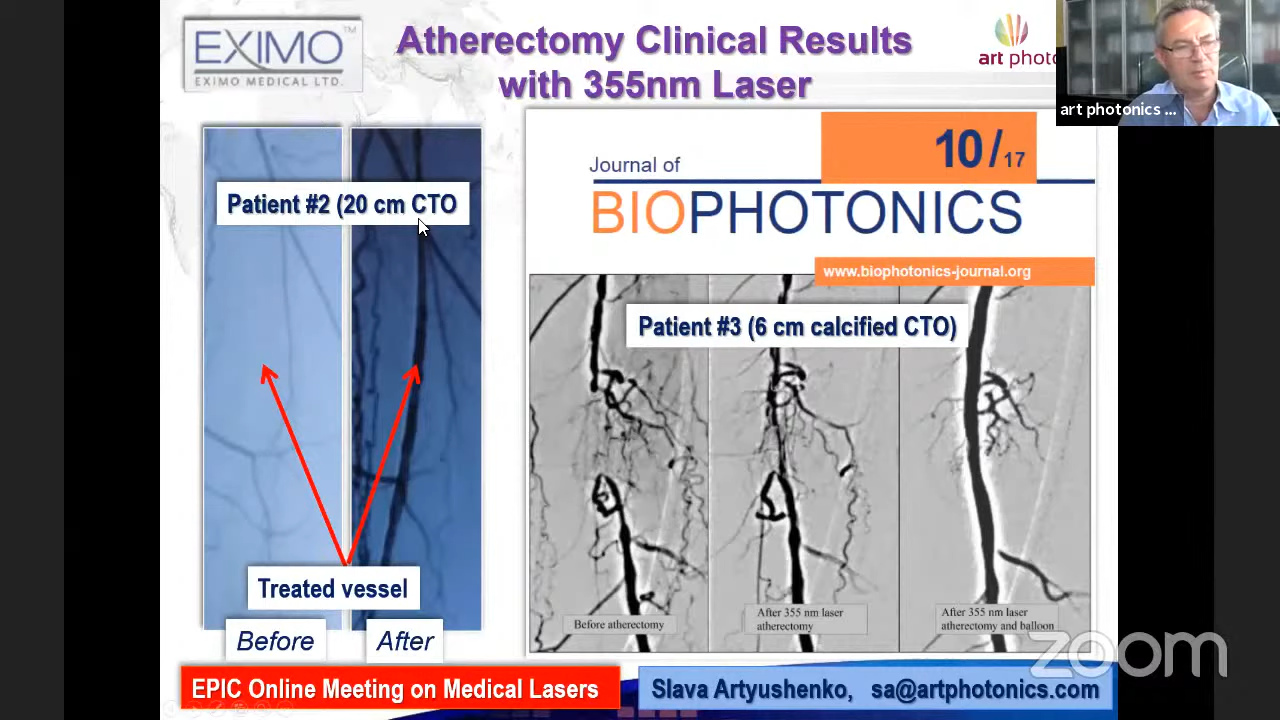 EXIMO™
EXIMO MEDICAL LTD.
Atherectomy Clinical Results
with 355nm Laser
art photo
art photonics ...
Patient #2 (20 cm CTO
Treated vessel
Before
After
10/17
Journal of
BIOPHOTONICS
www.biophotonics-journal.org
Patient #3 (6 cm calcified CTO)
Before atherectomy
After 355 nm laser
atherectomy
After 355 nm laser
atherectomy and balloon
zoom
EPIC Online Meeting on Medical Lasers
Slava Artyushenko, sa@artphotonics.com